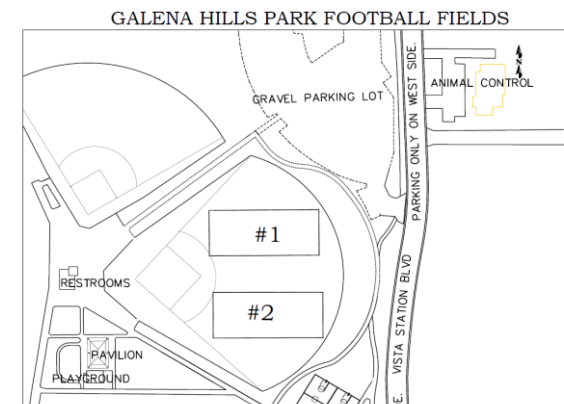 GALENA HILLS PARK FOOTBALL FIELDS
PARKING ONLY ON WEST SIDE.
N
ANIMAL CONTROL
GRAVEL PARKING LOT
#1
VISTA STATION BLVD
RESTROOMS
#2
PAVILION
PLAYGROUND
E.